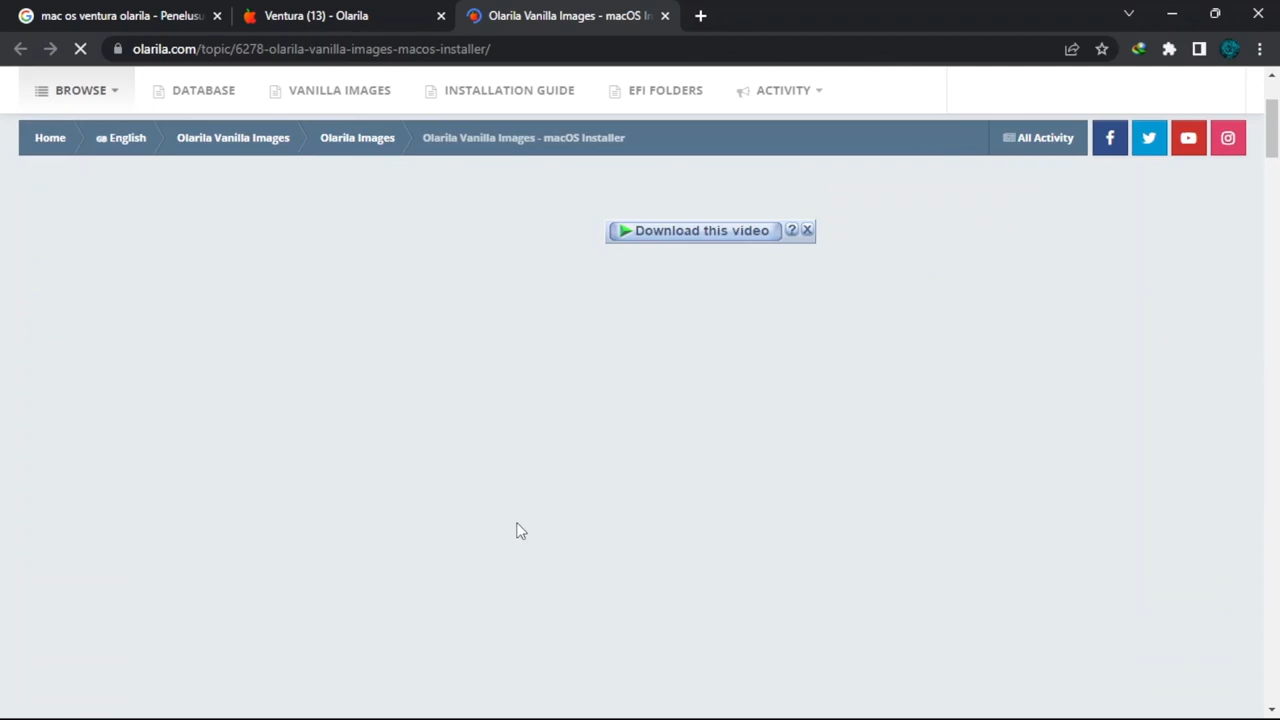 mac os ventura olarila - Penelusu
Ventura (13) - Olarila
Olarila Vanilla Images - macOS In
olarila.com/topic/6278-olarila-vanilla-images-macos-installer/
BROWSE
DATABASE
VANILLA IMAGES
INSTALLATION GUIDE
EFI FOLDERS
ACTIVITY
Home
English
Olarila Vanilla Images
Olarila Images
Olarila Vanilla Images - macOS Installer
All Activity
Download this video
?
X